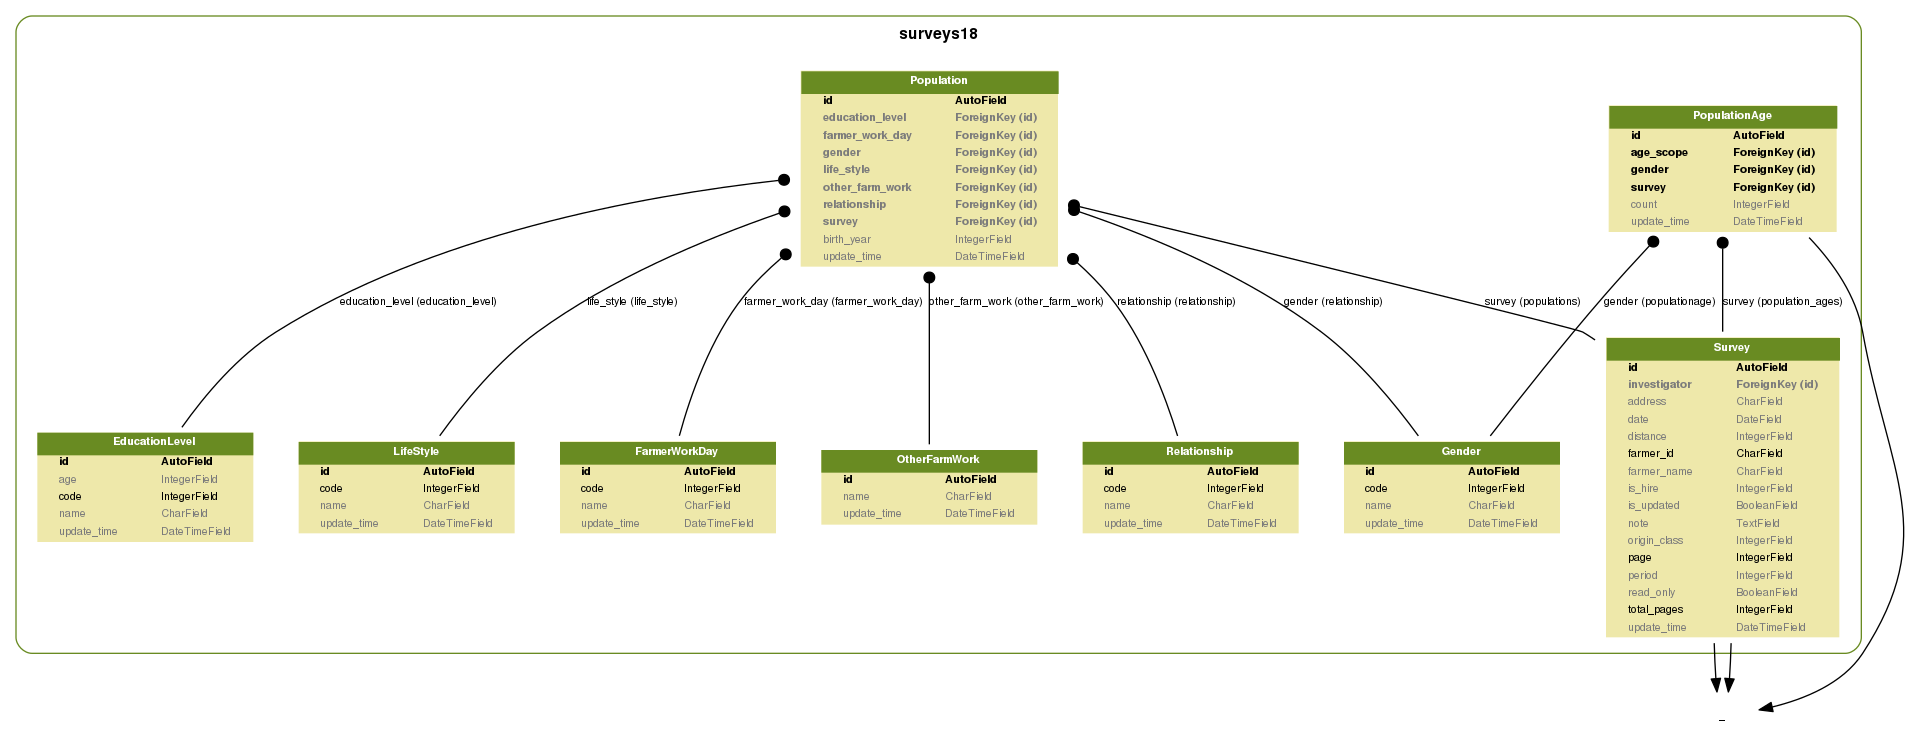 surveys18
Population
id AutoField
education_level ForeignKey (id)
farmer_work_day ForeignKey (id)
gender ForeignKey (id)
life_style ForeignKey (id)
other_farm_work ForeignKey (id)
relationship ForeignKey (id)
survey ForeignKey (id)
birth_year IntegerField
update_time DateTimeField
PopulationAge
id AutoField
age_scope ForeignKey (id)
gender ForeignKey (id)
survey ForeignKey (id)
count IntegerField
update_time DateTimeField
education_level (education_level)
life_style (life_style)
farmer_work_day (farmer_work_day)
other_farm_work (other_farm_work)
relationship (relationship)
gender (relationship)
survey (populations)
gender (populationage)
survey (population_ages)
EducationLevel
id AutoField
age IntegerField
code IntegerField
name CharField
update_time DateTimeField
LifeStyle
id AutoField
code IntegerField
name CharField
update_time DateTimeField
FarmerWorkDay
id AutoField
code IntegerField
name CharField
update_time DateTimeField
OtherFarmWork
id AutoField
name CharField
update_time DateTimeField
Relationship
id AutoField
code IntegerField
name CharField
update_time DateTimeField
Gender
id AutoField
code IntegerField
name CharField
update_time DateTimeField
Survey
id AutoField
investigator ForeignKey (id)
address CharField
date DateField
distance IntegerField
farmer_id CharField
farmer_name CharField
is_hire IntegerField
is_updated BooleanField
note TextField
origin_class IntegerField
page IntegerField
period IntegerField
read_only BooleanField
total_pages IntegerField
update_time DateTimeField
_